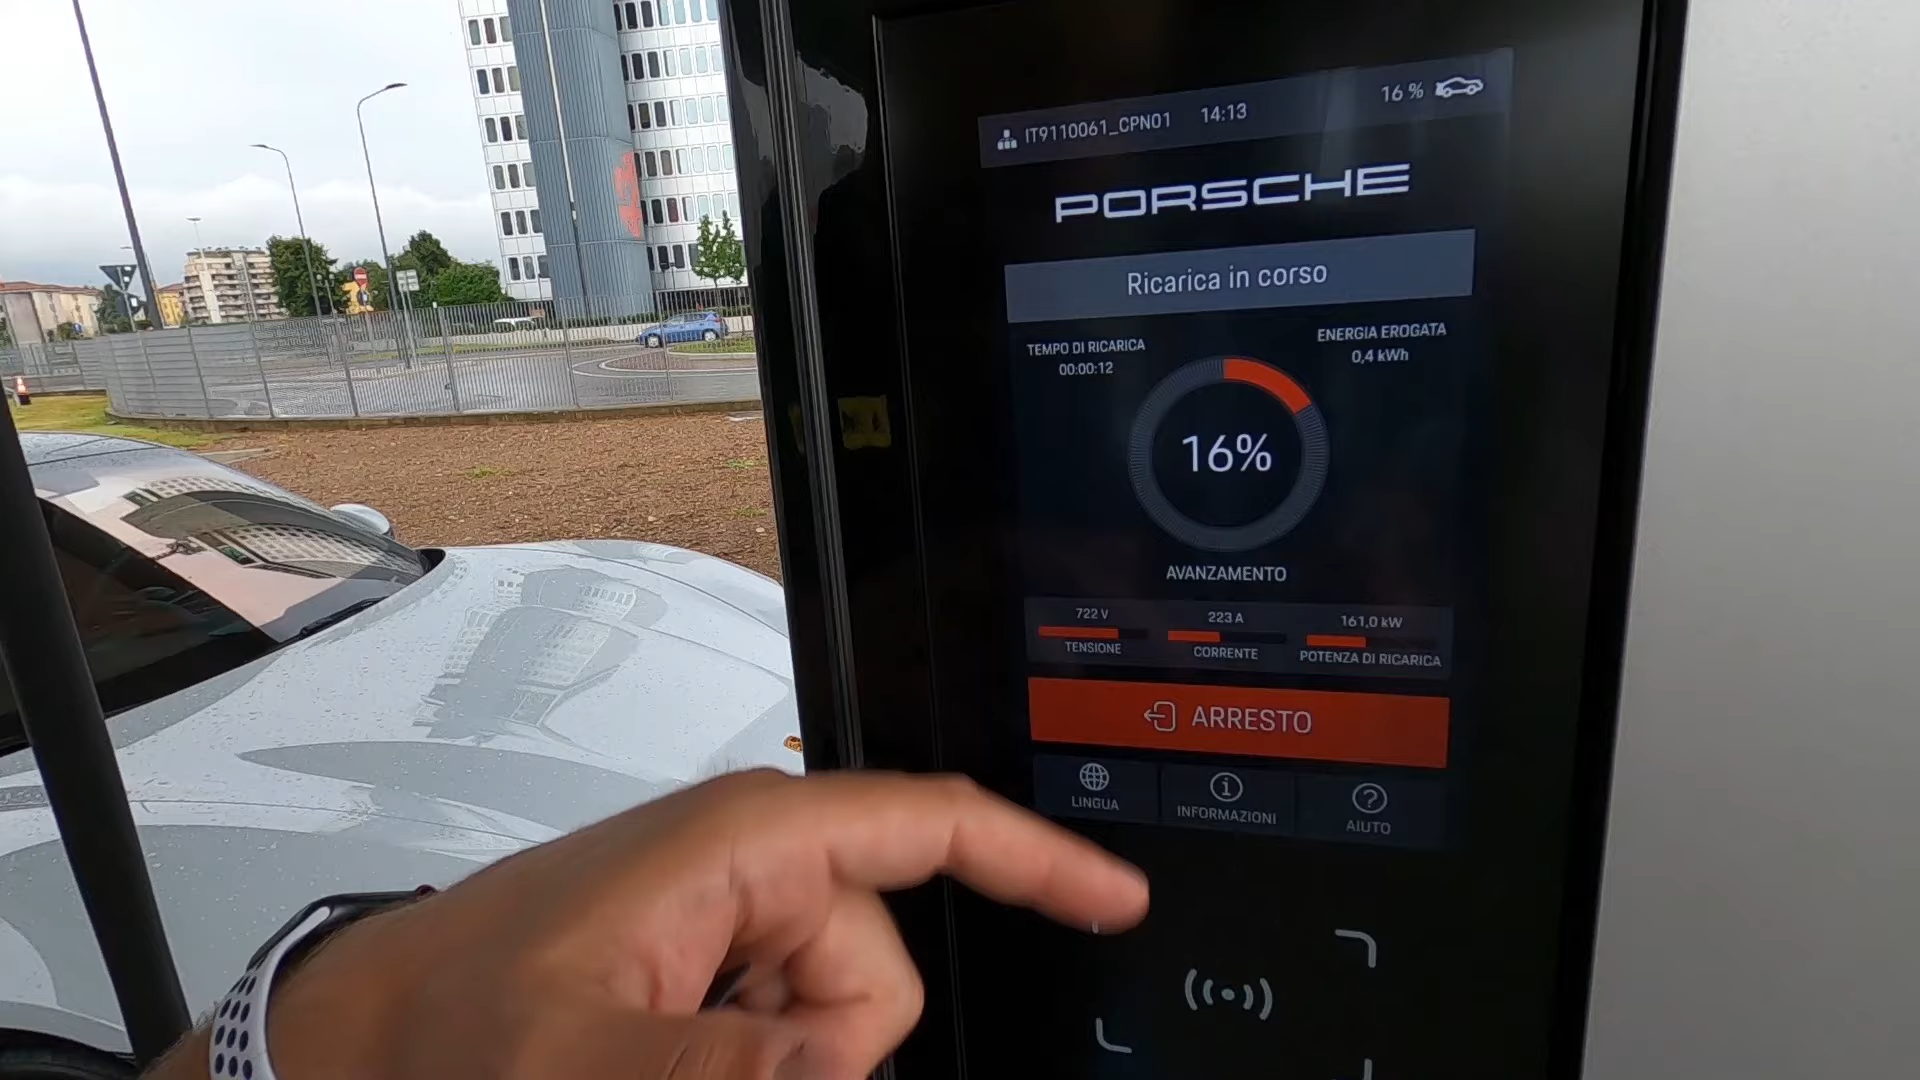 IT9110061_CPN01 14:13 16 %
PORSCHE
Ricarica in corso
TEMPO DI RICARICA
00:00:12
ENERGIA EROGATA
0,4 kWh
16%
AVANZAMENTO
722 V
TENSIONE
223 A
CORRENTE
161,0 kW
POTENZA DI RICARICA
ARRESTO
LINGUA
INFORMAZIONI
AIUTO